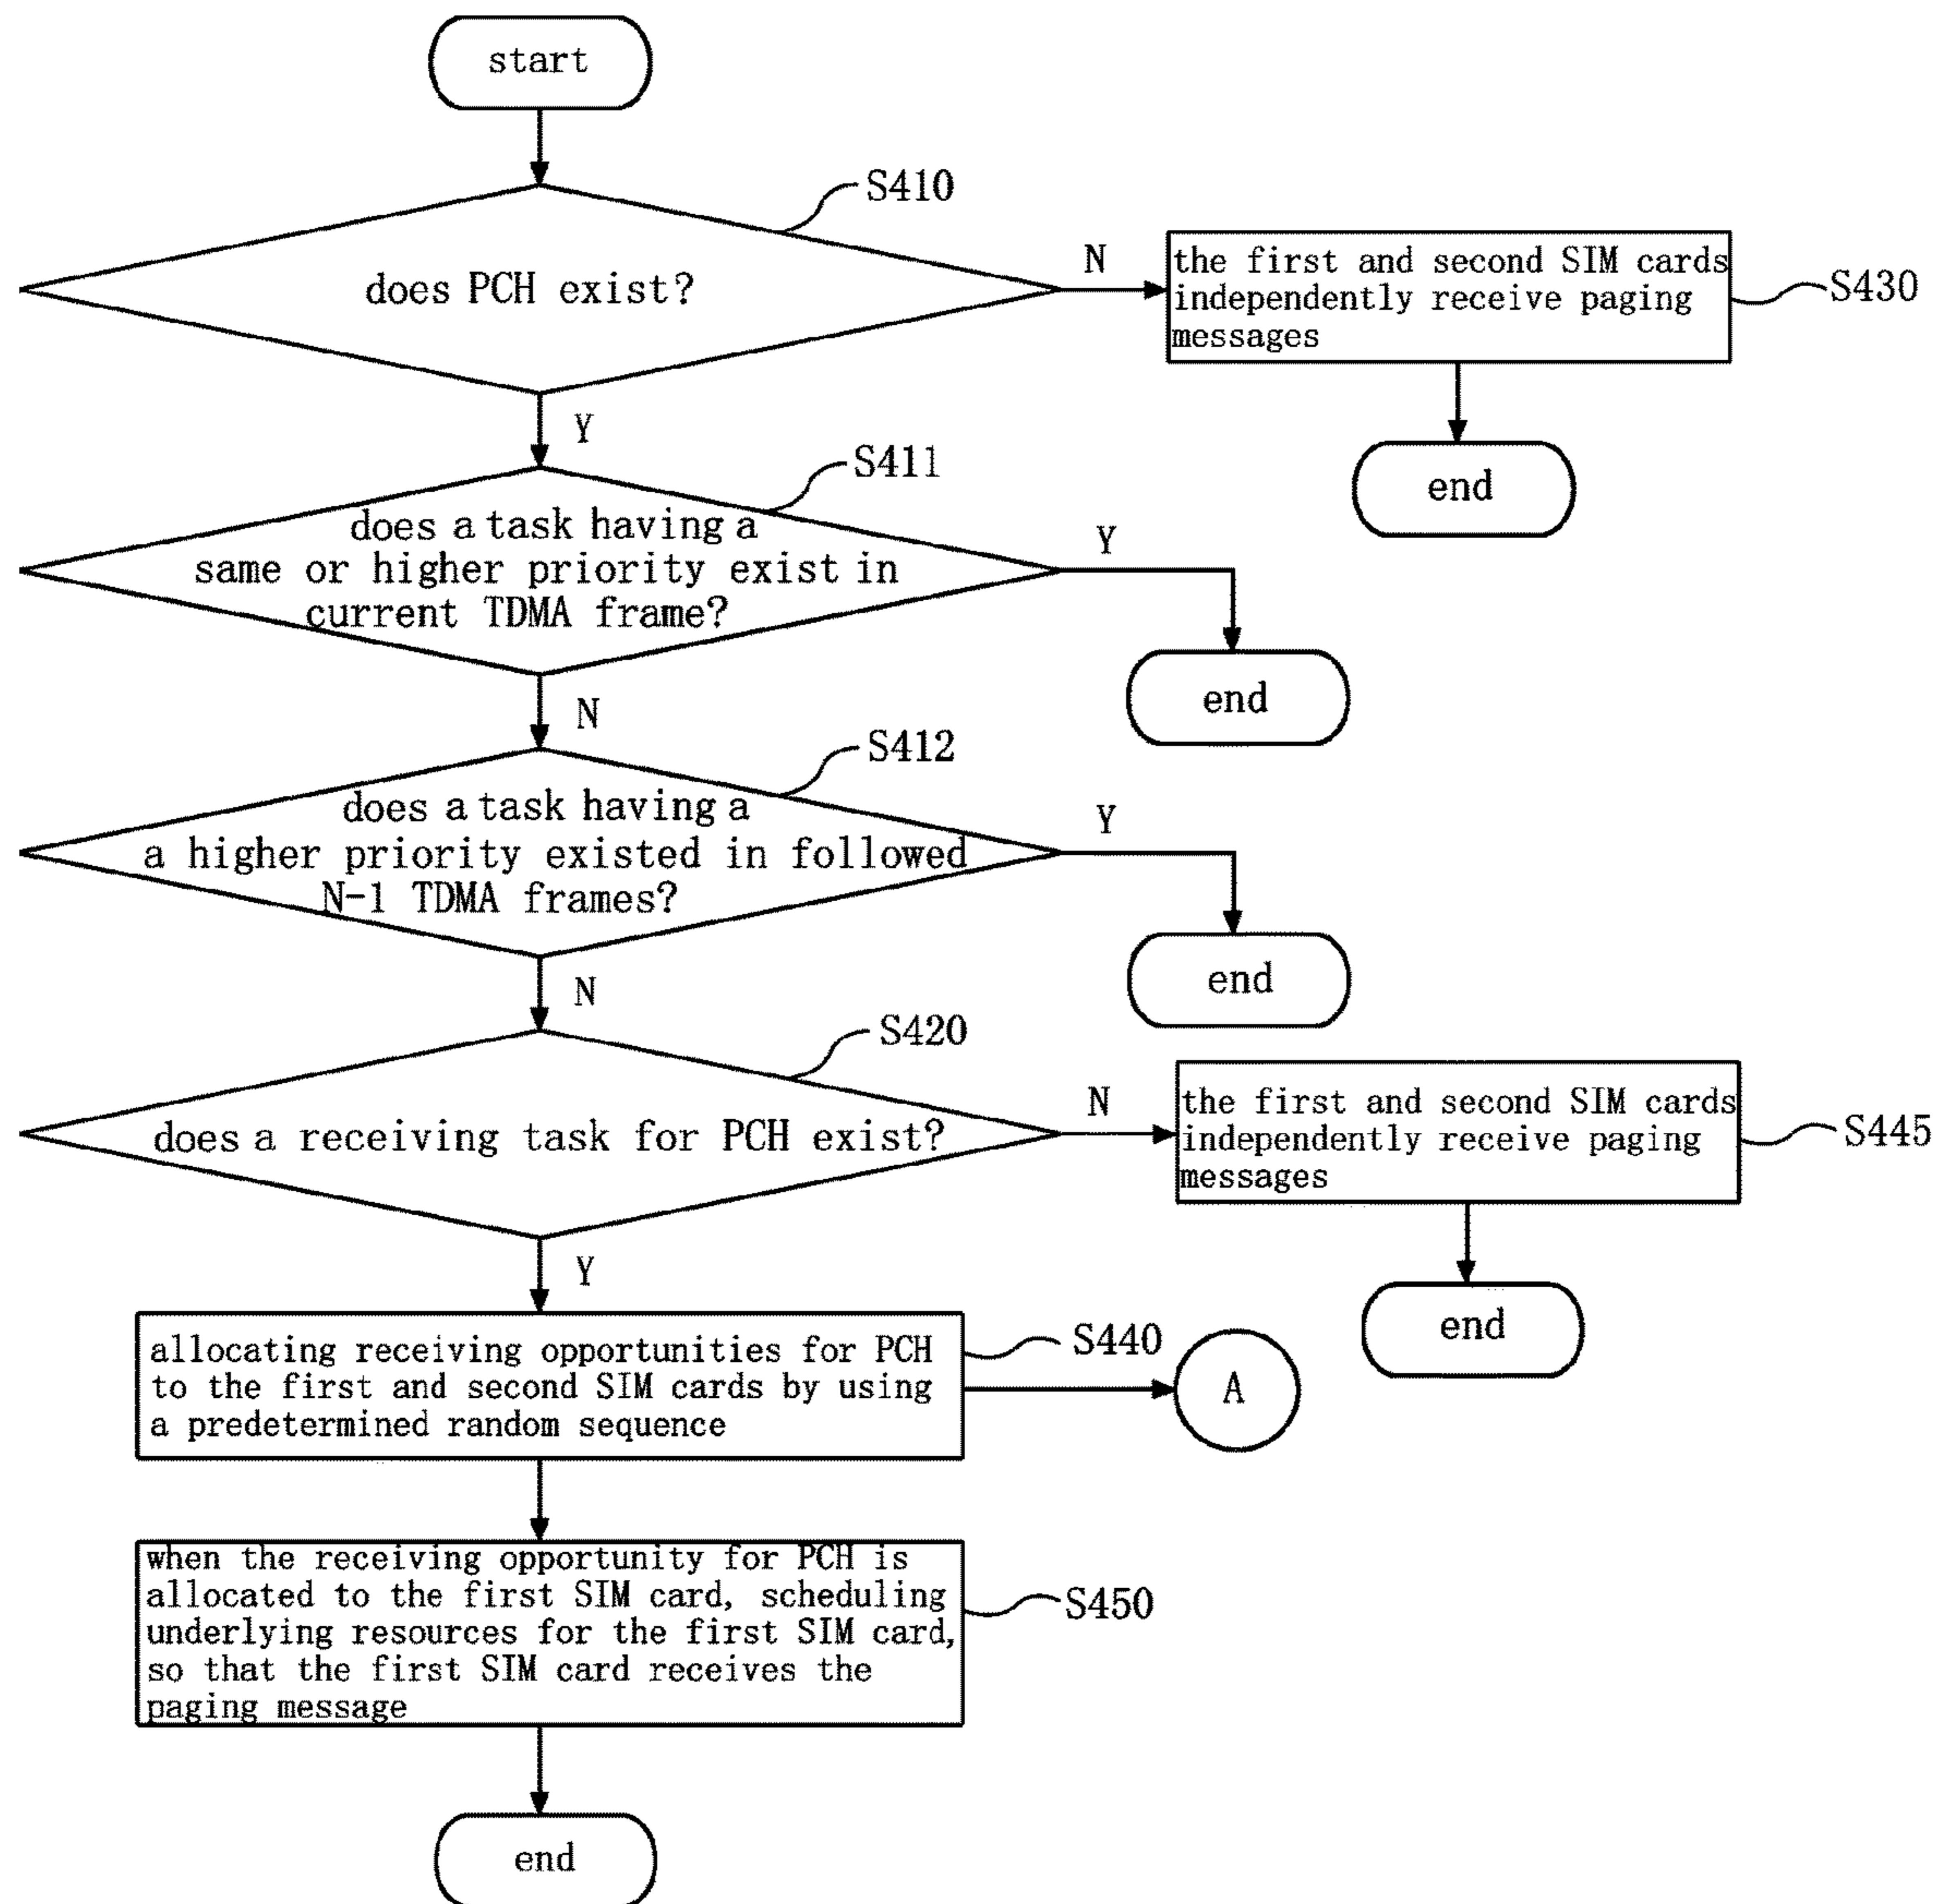 start
S410
does PCH exist?
N
the first and second SIM cards
independently receive paging
messages
S430
end
Y
S411
does a task having a
same or higher priority exist in
current TDMA frame?
Y
end
N
S412
does a task having a
a higher priority existed in followed
N-1 TDMA frames?
Y
end
N
S420
does a receiving task for PCH exist?
N
the first and second SIM cards
independently receive paging
messages
S445
end
Y
allocating receiving opportunities for PCH
to the first and second SIM cards by using
a predetermined random sequence
S440
A
when the receiving opportunity for PCH is
allocated to the first SIM card, scheduling
underlying resources for the first SIM card,
so that the first SIM card receives the
paging message
S450
end